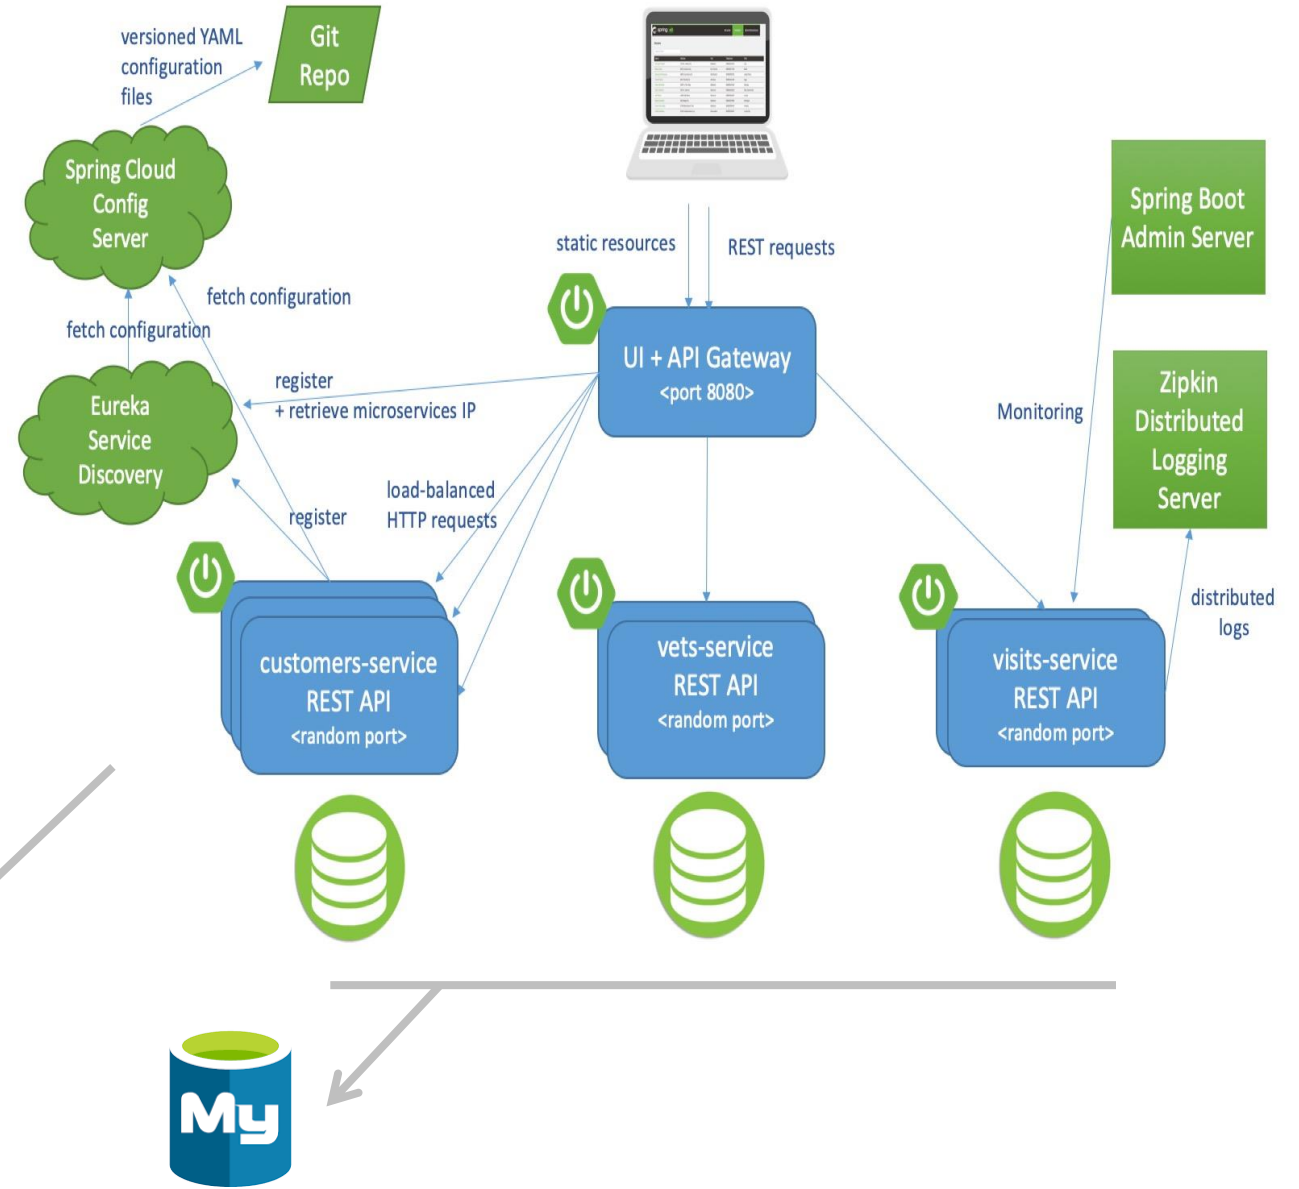 versioned YAML
configuration
files
Git
Repo
spring
Spring Cloud
Config
Server
Spring Boot
Admin Server
static resources
REST requests
fetch configuration
fetch configuration
UI + API Gateway
<port 8080>
Eureka
Service
Discovery
register
+ retrieve microservices IP
Monitoring
Zipkin
Distributed
Logging
Server
load-balanced
HTTP requests
register
distributed
logs
customers-service
REST API
<random port>
vets-service
REST API
<random port>
visits-service
REST API
<random port>
My